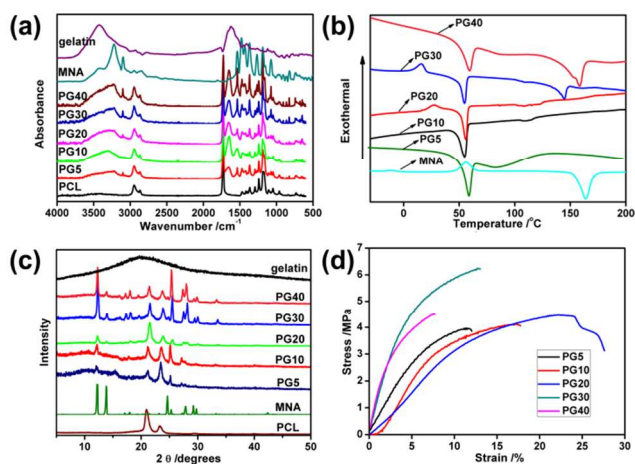 (a)
gelatin
MNA
PG40
PG30
PG20
PG10
PG5
PCL
Absorbance
4000 3500 3000 2500 2000 1500 1000 500
Wavenumber /cm⁻¹
(b)
PG40
PG30
PG20
PG10
PG5
MNA
Exothermal
0 50 100 150 200
Temperature /°C
(c)
gelatin
PG40
PG30
PG20
PG10
PG5
MNA
PCL
Intensity
10 20 30 40 50
2 θ /degrees
(d)
7
6
5
4
3
2
1
0
Stress /MPa
PG5
PG10
PG20
PG30
PG40
0 5 10 15 20 25 30
Strain /%